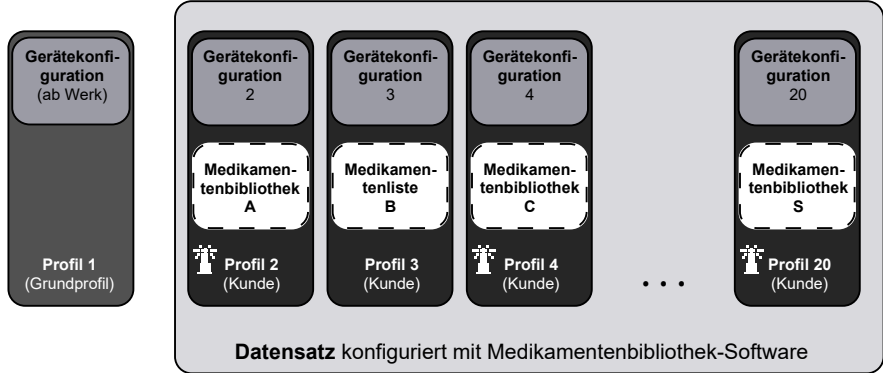 Gerätekonfi-
guration
(ab Werk)
Profil 1
(Grundprofil)
Gerätekonfi-
guration
2
Medikamen-
tenbibliothek
A
Profil 2
(Kunde)
Gerätekonfi-
guration
3
Medikamen-
tenliste
B
Profil 3
(Kunde)
Gerätekonfi-
guration
4
Medikamen-
tenbibliothek
C
Profil 4
(Kunde)
. . .
Gerätekonfi-
guration
20
Medikamen-
tenbibliothek
S
Profil 20
(Kunde)
Datensatz konfiguriert mit Medikamentenbibliothek-Software